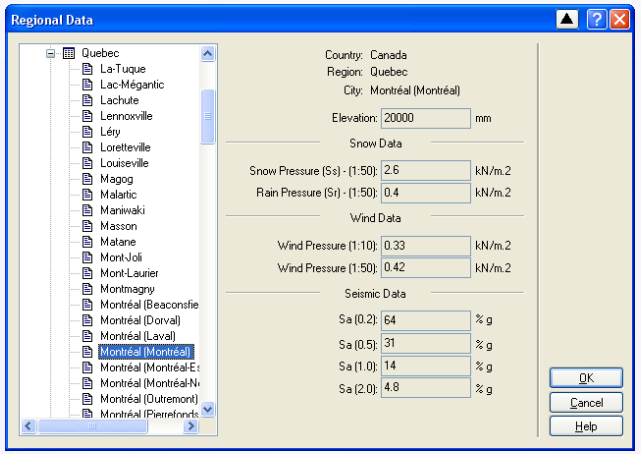 Regional Data
Quebec
La-Tuque
Lac-Mégantic
Lachute
Lennoxville
Léry
Loretteville
Louiseville
Magog
Malartic
Maniwaki
Masson
Matane
Mont-Joli
Mont-Laurier
Montmagny
Montréal (Beaconsfie
Montréal (Dorval)
Montréal (Laval)
Montréal (Montréal)
Montréal (Montréal-Es
Montréal (Montréal-No
Montréal (Outremont)
Montréal (Pierrefonds
Country: Canada
Region: Quebec
City: Montréal (Montréal)
Elevation: 20000 mm
Snow Data
Snow Pressure (Ss) - (1:50): 2.6 kN/m.2
Rain Pressure (Sr) - (1:50): 0.4 kN/m.2
Wind Data
Wind Pressure (1:10): 0.33 kN/m.2
Wind Pressure (1:50): 0.42 kN/m.2
Seismic Data
Sa (0.2): 64 % g
Sa (0.5): 31 % g
Sa (1.0): 14 % g
Sa (2.0): 4.8 % g
OK
Cancel
Help